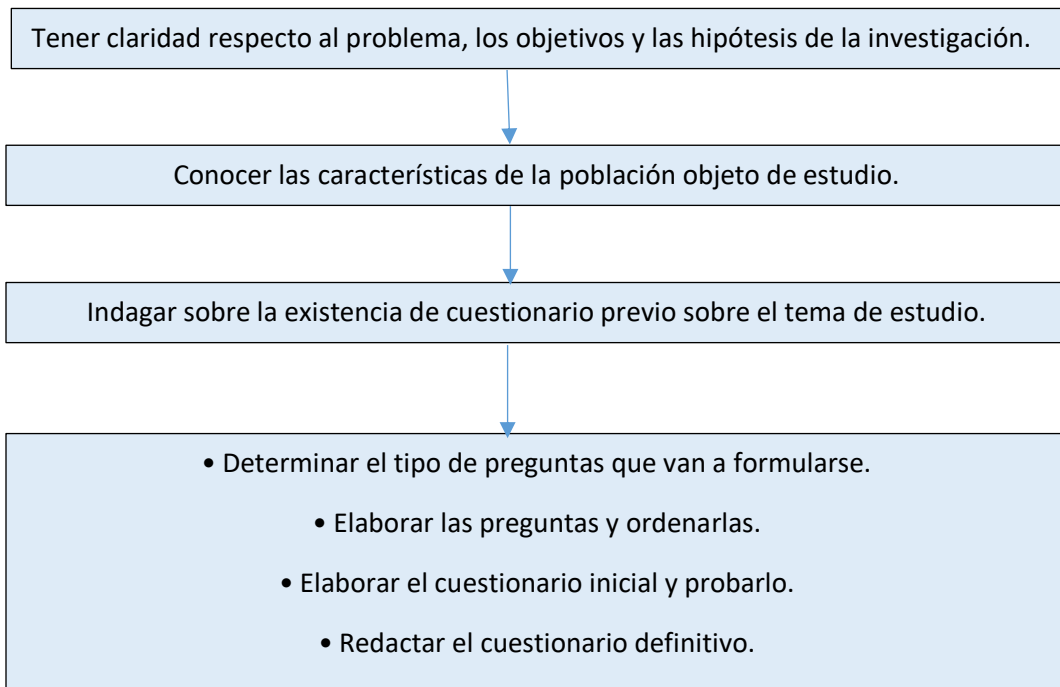 Tener claridad respecto al problema, los objetivos y las hipótesis de la investigación.
Conocer las características de la población objeto de estudio.
Indagar sobre la existencia de cuestionario previo sobre el tema de estudio.
• Determinar el tipo de preguntas que van a formularse.
• Elaborar las preguntas y ordenarlas.
• Elaborar el cuestionario inicial y probarlo.
• Redactar el cuestionario definitivo.